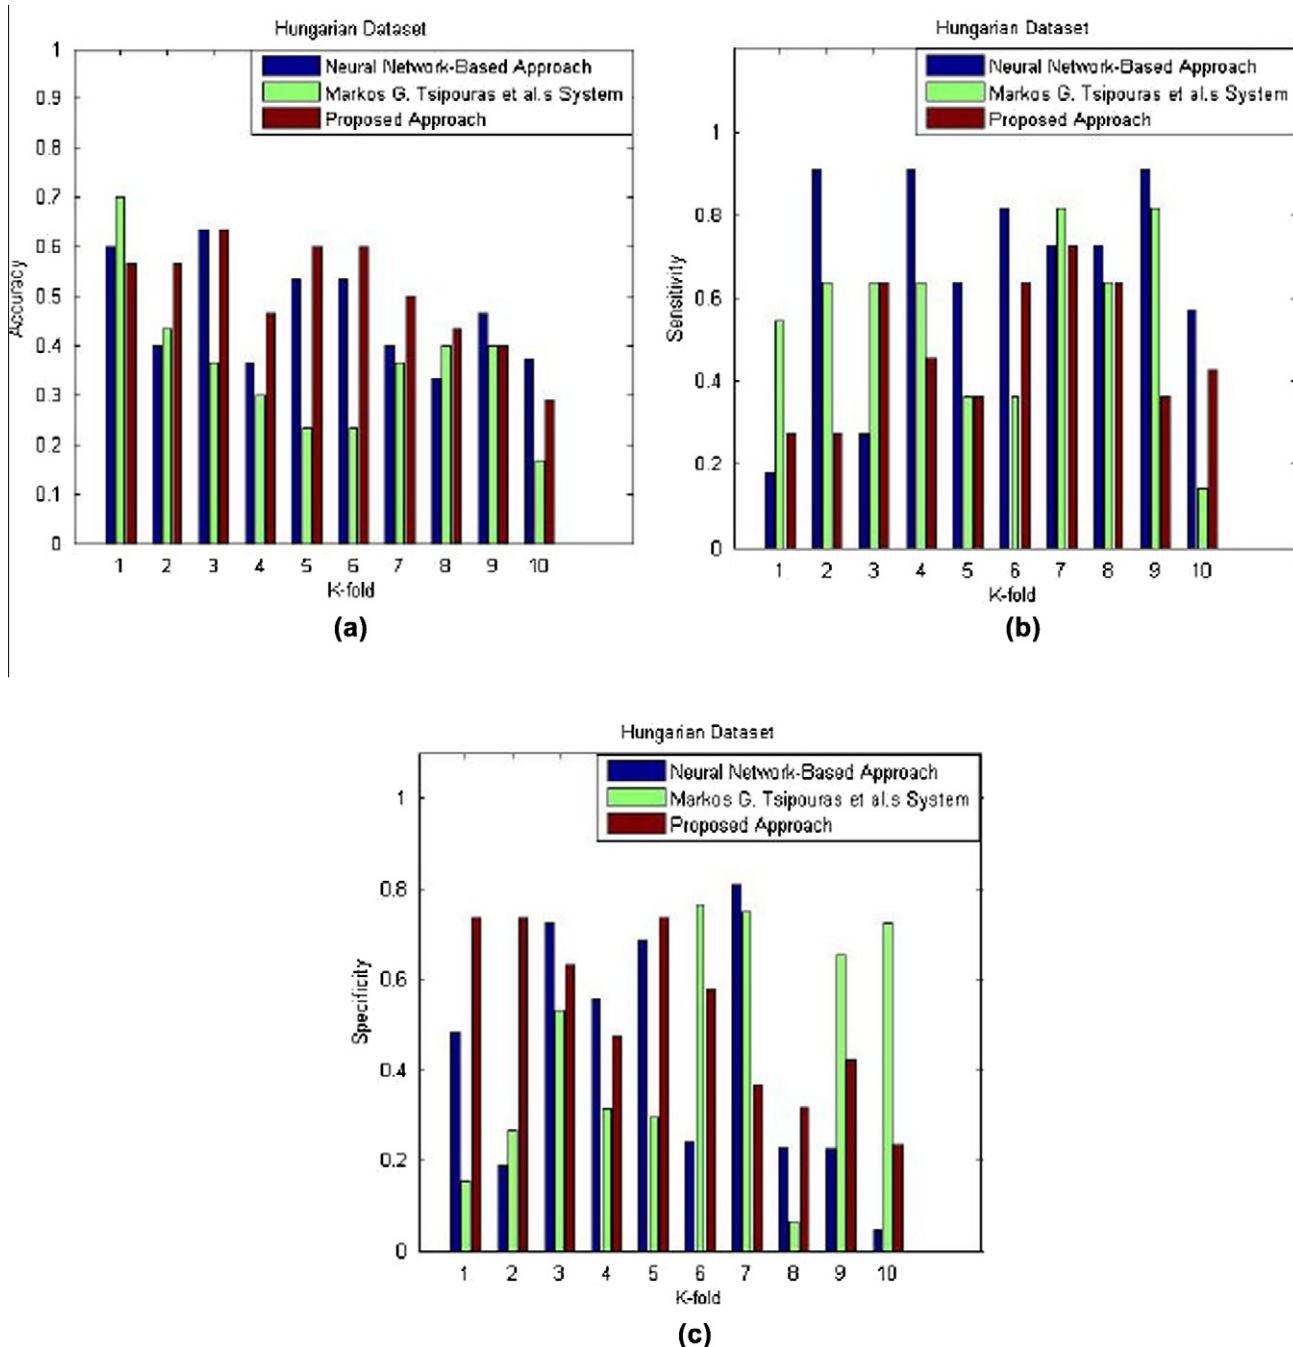 Hungarian Dataset
Neural Network-Based Approach
Markos G. Tsipouras et al.s System
Proposed Approach
1
0.9
0.8
0.7
0.6
0.5
0.4
0.3
0.2
0.1
0
Accuracy
1 2 3 4 5 6 7 8 9 10
K-fold
(a)
Hungarian Dataset
Neural Network-Based Approach
Markos G. Tsipouras et al.s System
Proposed Approach
1
0.8
0.6
0.4
0.2
0
Sensitivity
1 2 3 4 5 6 7 8 9 10
K-fold
(b)
Hungarian Dataset
Neural Network-Based Approach
Markos G. Tsipouras et al.s System
Proposed Approach
1
0.8
0.6
0.4
0.2
0
Specificity
1 2 3 4 5 6 7 8 9 10
K-fold
(c)